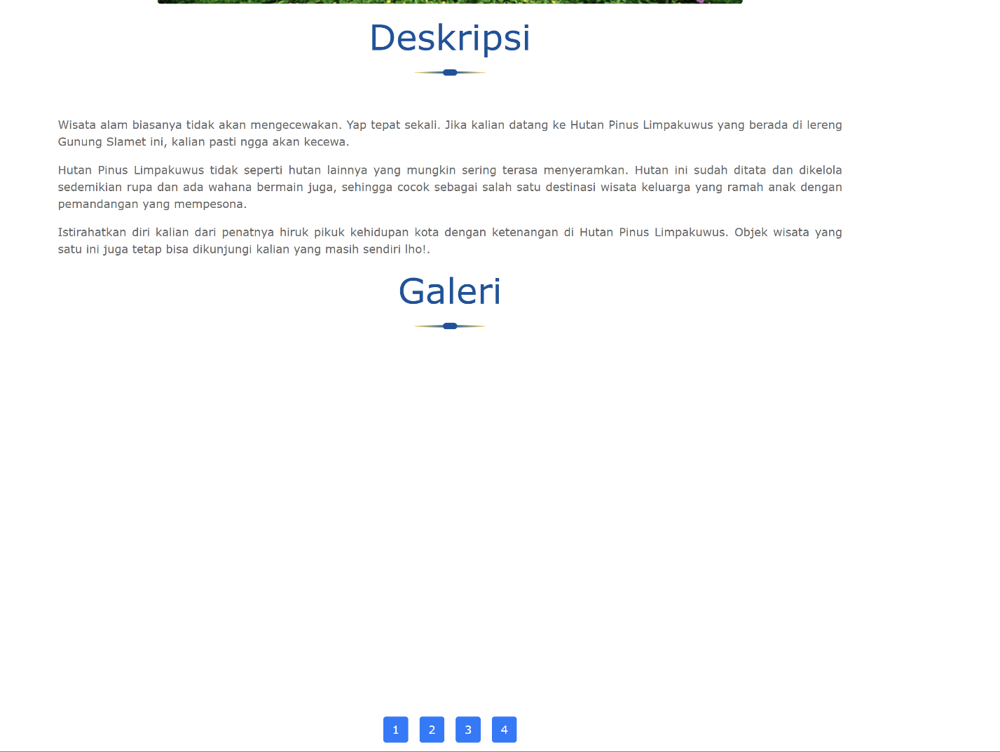 Deskripsi
Wisata alam biasanya tidak akan mengecewakan. Yap tepat sekali. Jika kalian datang ke Hutan Pinus Limpakuwus yang berada di lereng
Gunung Slamet ini, kalian pasti ngga akan kecewa.
Hutan Pinus Limpakuwus tidak seperti hutan lainnya yang mungkin sering terasa menyeramkan. Hutan ini sudah ditata dan dikelola
sedemikian rupa dan ada wahana bermain juga, sehingga cocok sebagai salah satu destinasi wisata keluarga yang ramah anak dengan
pemandangan yang mempesona.
Istirahatkan diri kalian dari penatnya hiruk pikuk kehidupan kota dengan ketenangan di Hutan Pinus Limpakuwus. Objek wisata yang
satu ini juga tetap bisa dikunjungi kalian yang masih sendiri lho!.
Galeri
1 2 3 4